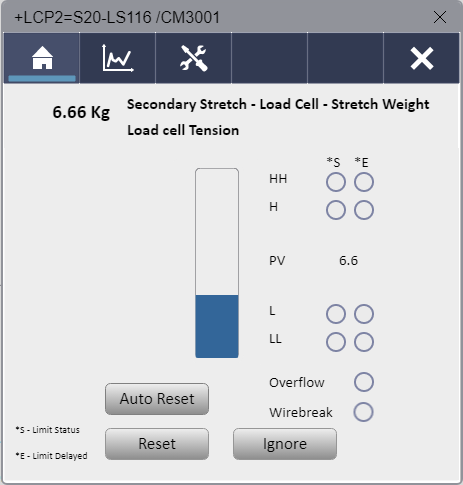 +LCP2=S20-LS116 /CM3001
6.66 Kg
Secondary Stretch - Load Cell - Stretch Weight
Load cell Tension
*S *E
HH
H
PV 6.6
L
LL
Overflow
Wirebreak
Auto Reset
*S - Limit Status
Reset
Ignore
*E - Limit Delayed